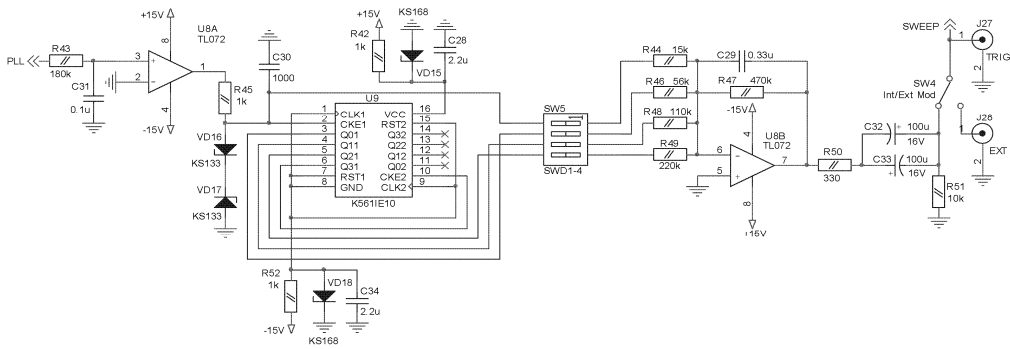 PLL
R43
180k
C31
0.1u
+15V
8
U8A
TL072
3
+
2
−
1
4
-15V
R45
1k
VD16
KS133
VD17
KS133
C30
1000
+15V
R42
1k
KS168
VD15
C28
2.2u
U9
1 CLK1 VCC 16
2 CKE1 RST2 15
3 Q01 Q32 14
4 Q11 Q22 13
5 Q21 Q12 12
6 Q31 Q02 11
7 RST1 CKE2 10
8 GND CLK2 9
K561IE10
R52
1k
-15V
VD18
KS168
C34
2.2u
SW5
SWD1-4
R44 15k
R46 56k
R48 110k
R49
220k
C29 0.33u
R47 470k
-15V
4
U8B
TL072
6
−
5
+
7
8
+15V
R50
330
C32 100u
+
16V
C33 100u
+
16V
R51
10k
SWEEP
SW4
Int/Ext Mod
J27
1
2
TRIG
J28
1
2
EXT